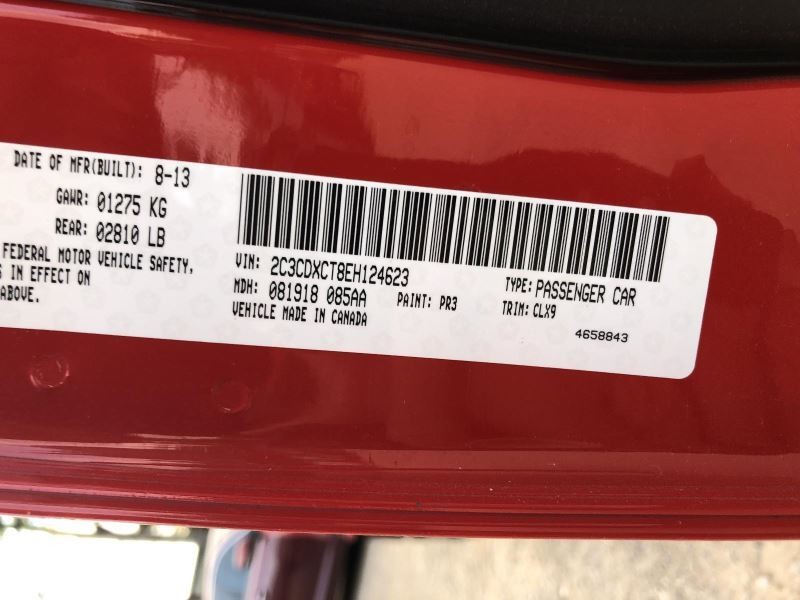 DATE OF MFR(BUILT): 8-13
GAWR: 01275 KG
REAR: 02810 LB
FEDERAL MOTOR VEHICLE SAFETY,
IN EFFECT ON
ABOVE.
VIN: 2C3CDXCT8EH124623 TYPE: PASSENGER CAR
MDH: 081918 085AA PAINT: PR3 TRIM: CLX9
VEHICLE MADE IN CANADA 4658843